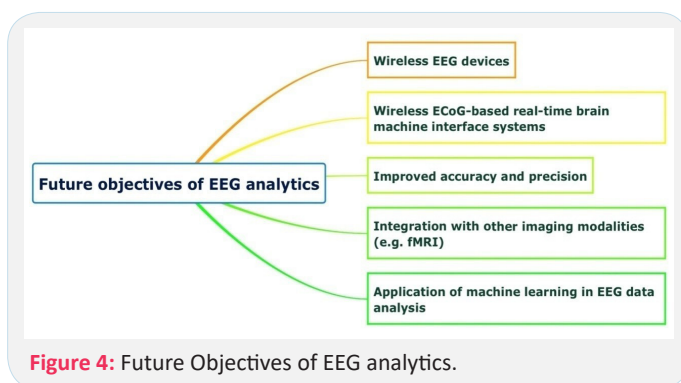 Wireless EEG devices
Wireless ECoG-based real-time brain
machine interface systems
Future objectives of EEG analytics
Improved accuracy and precision
Integration with other imaging modalities
(e.g. fMRI)
Application of machine learning in EEG data
analysis
Figure 4: Future Objectives of EEG analytics.